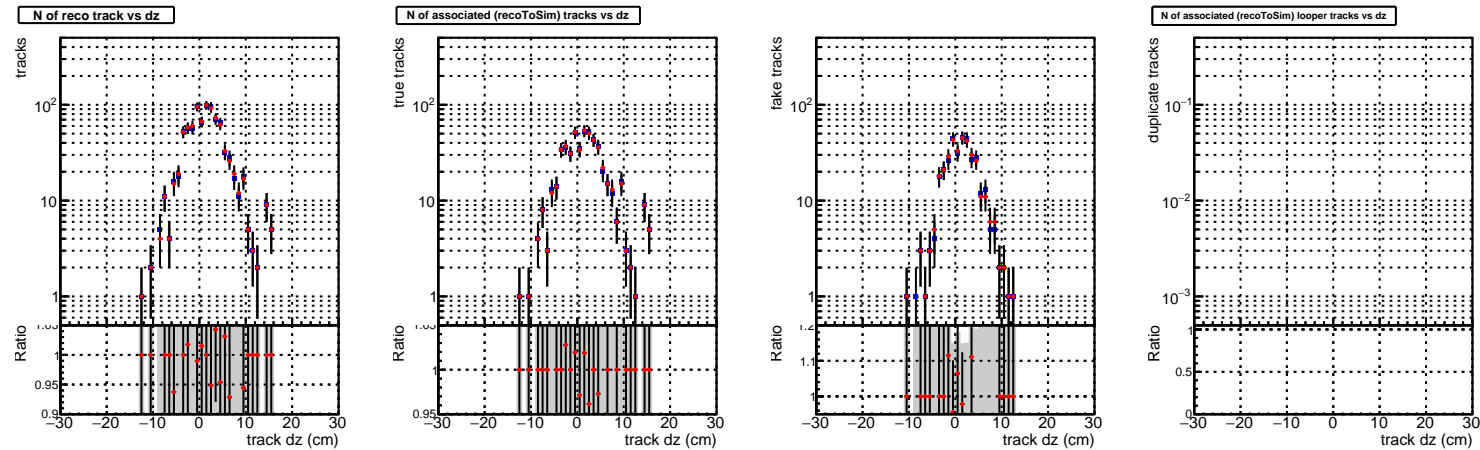 N of reco track vs dz
tracks
10²
10
1
Ratio
1.05
1
0.95
0.9
−30 −20 −10 0 10 20 30
track dz (cm)
N of associated (recoToSim) tracks vs dz
true tracks
10²
10
1
Ratio
1.05
1
0.95
−30 −20 −10 0 10 20 30
track dz (cm)
fake tracks
10²
10
1
Ratio
1.2
1.1
1
−30 −20 −10 0 10 20 30
track dz (cm)
N of associated (recoToSim) looper tracks vs dz
duplicate tracks
10⁻¹
10⁻²
10⁻³
Ratio
1
0.5
0
−30 −20 −10 0 10 20 30
track dz (cm)